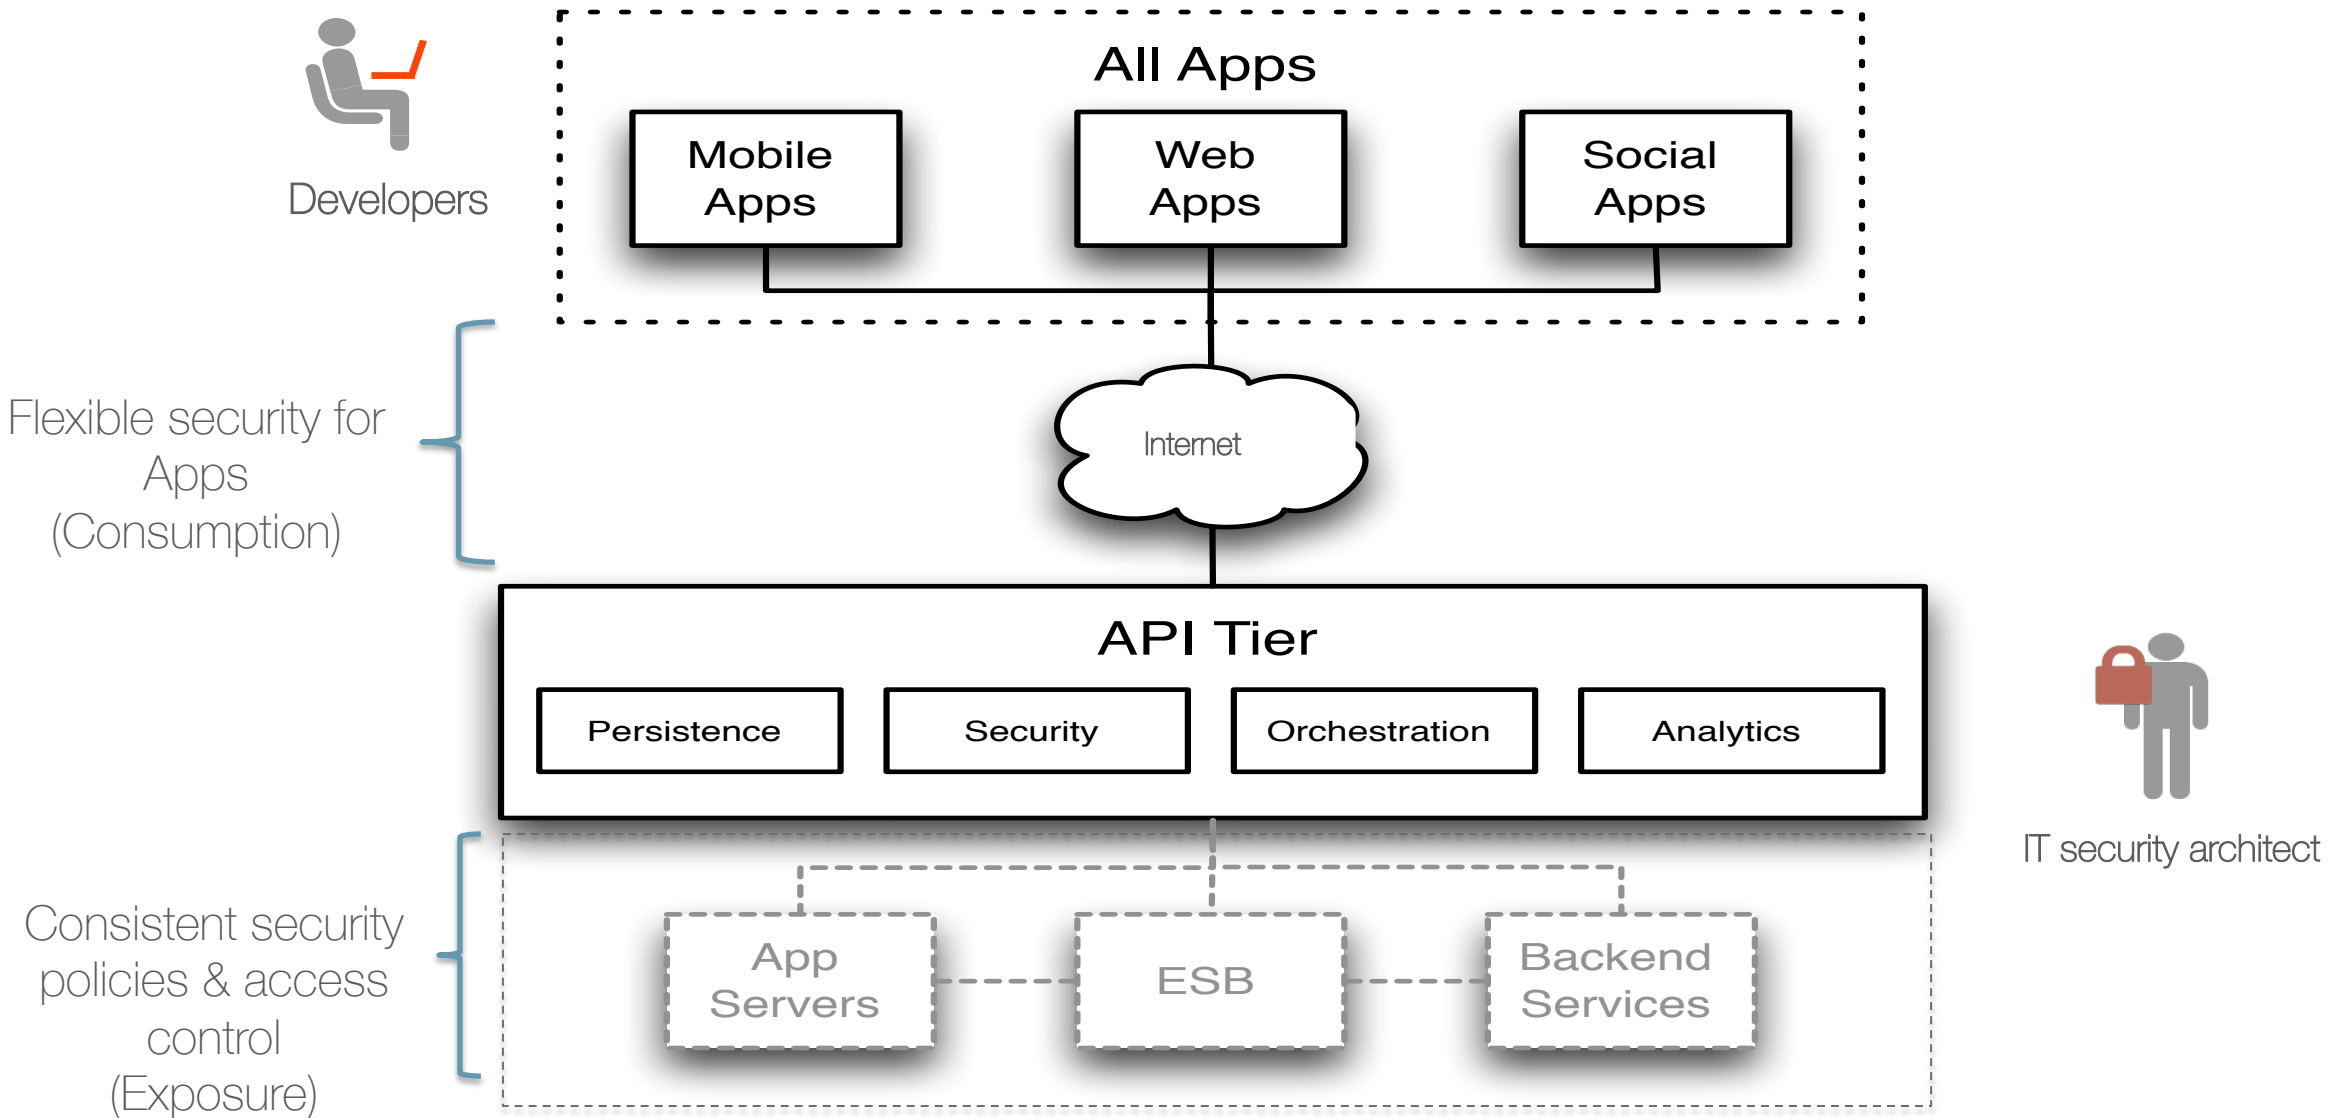 All Apps
Mobile
Apps
Web
Apps
Social
Apps
Developers
Flexible security for
Apps
(Consumption)
Internet
API Tier
Persistence
Security
Orchestration
Analytics
IT security architect
Consistent security
policies & access
control
(Exposure)
App
Servers
ESB
Backend
Services